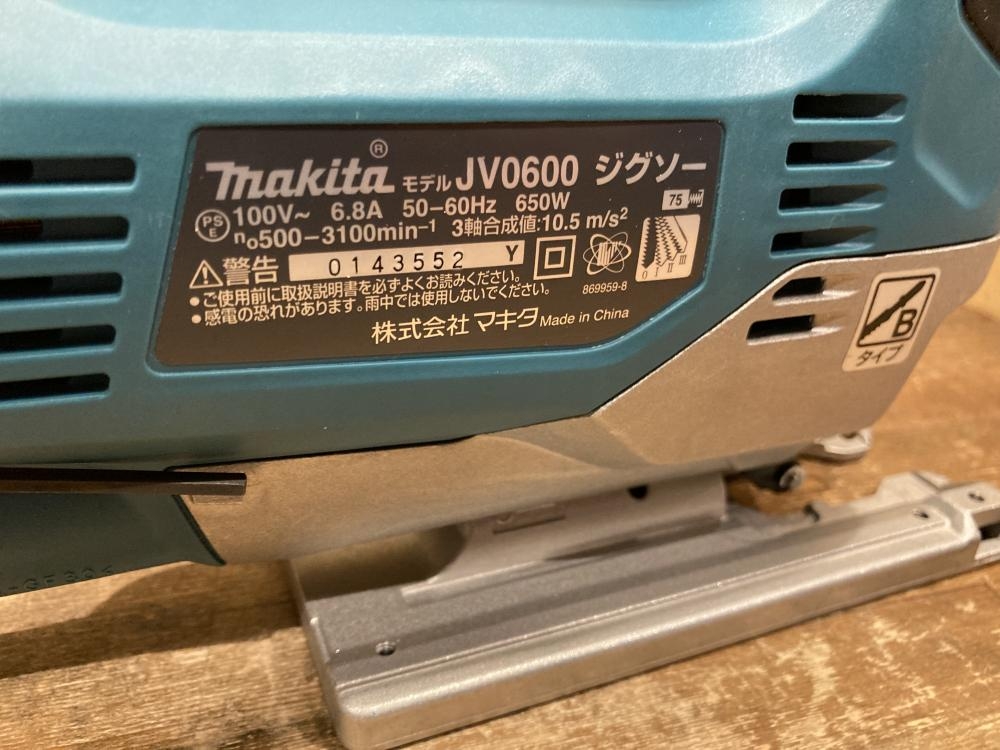 makita® モデル JV0600 ジグソー
PS E 100V~ 6.8A 50-60Hz 650W 75
n₀500-3100min⁻¹ 3軸合成値:10.5 m/s²
警告 0143552 Y
0 I II III
●ご使用前に取扱説明書を必ずよくお読みください。
869959-8
●感電の恐れがあります。雨中では使用しないでください。
株式会社 マキタ Made in China
B
タイプ